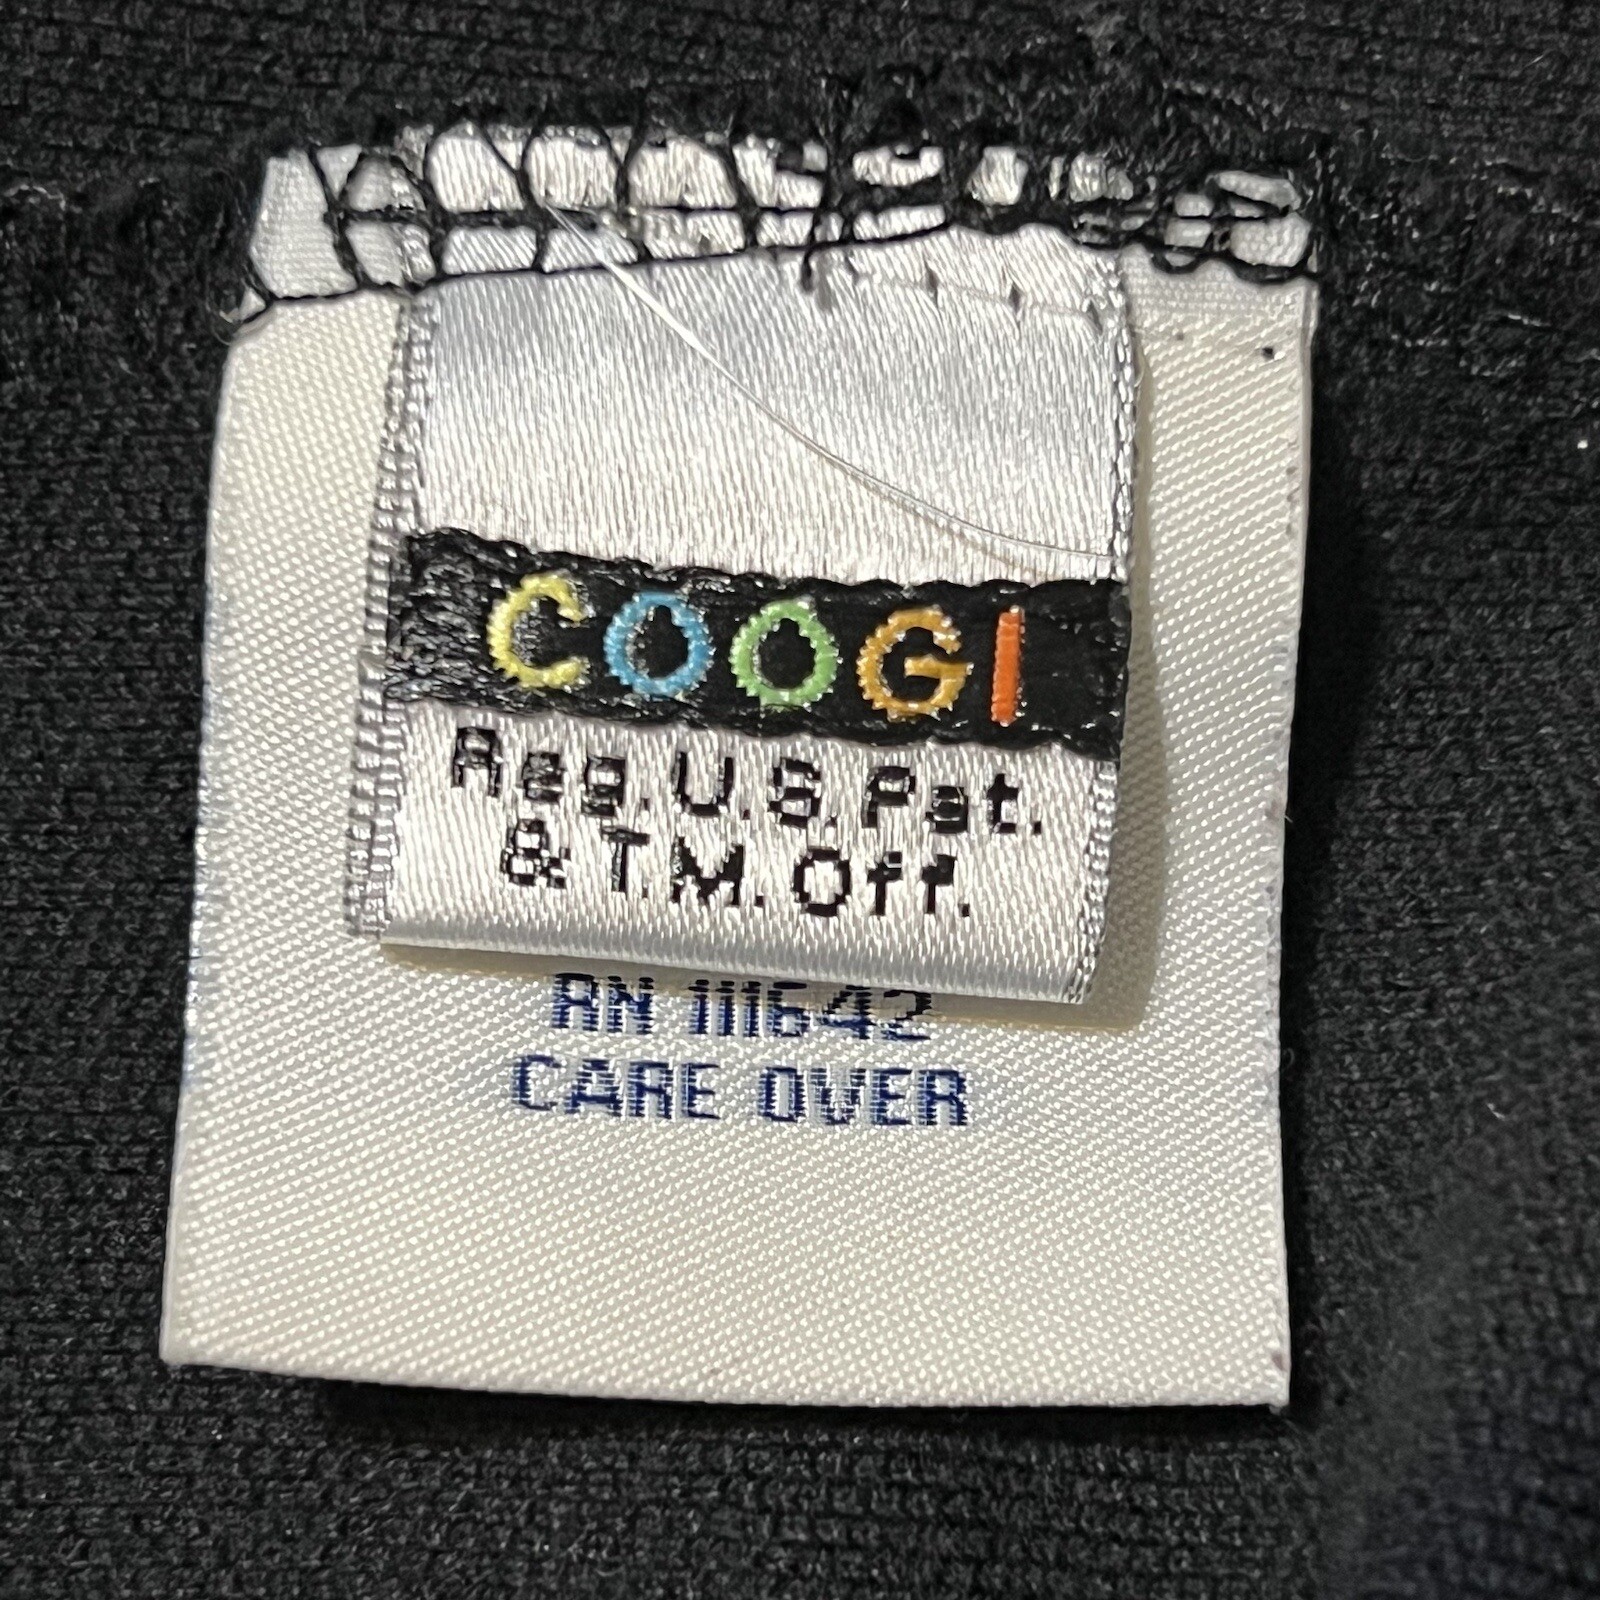 COOGI
Reg. U.S. Pat.
& T.M. Off.
RN 111642
CARE OVER